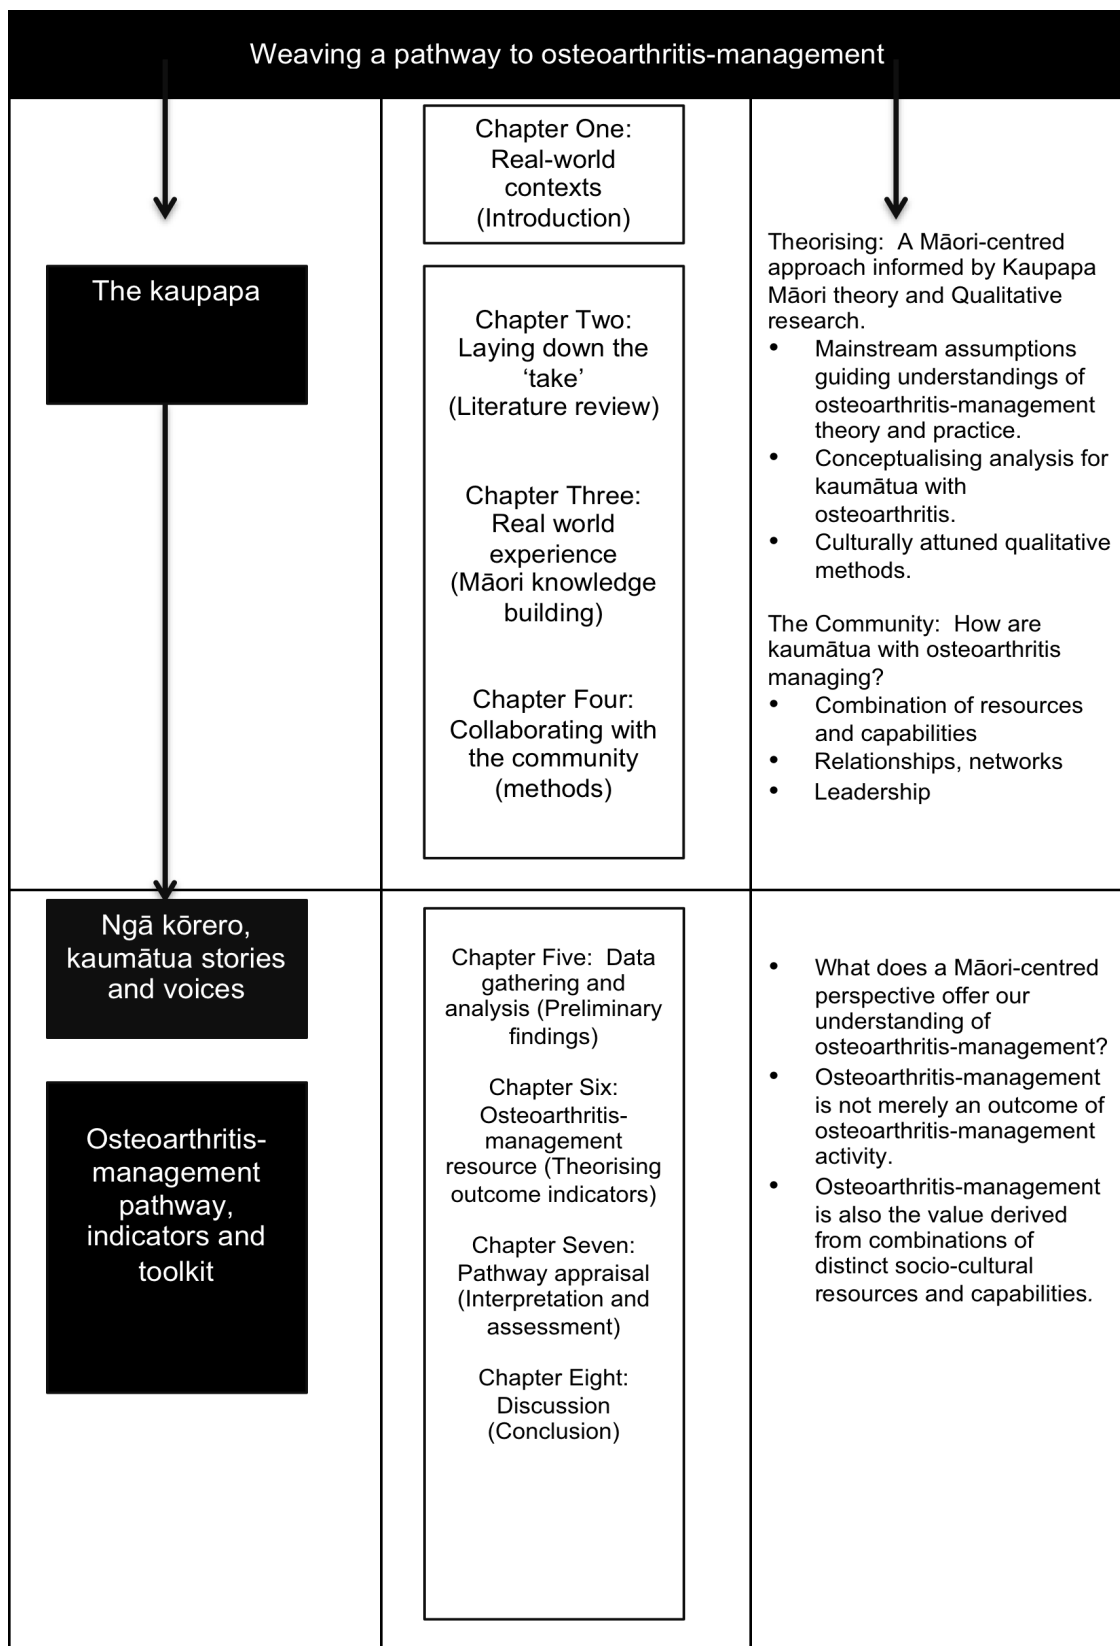 Weaving a pathway to osteoarthritis-management
The kaupapa
Chapter One:
Real-world
contexts
(Introduction)
Chapter Two:
Laying down the
‘take’
(Literature review)
Chapter Three:
Real world
experience
(Māori knowledge
building)
Chapter Four:
Collaborating with
the community
(methods)
Theorising:  A Māori-centred
approach informed by Kaupapa
Māori theory and Qualitative
research.
• Mainstream assumptions
guiding understandings of
osteoarthritis-management
theory and practice.
• Conceptualising analysis for
kaumātua with
osteoarthritis.
• Culturally attuned qualitative
methods.
The Community:  How are
kaumātua with osteoarthritis
managing?
• Combination of resources
and capabilities
• Relationships, networks
• Leadership
Ngā kōrero,
kaumātua stories
and voices
Osteoarthritis-
management
pathway,
indicators and
toolkit
Chapter Five:  Data
gathering and
analysis (Preliminary
findings)
Chapter Six:
Osteoarthritis-
management
resource (Theorising
outcome indicators)
Chapter Seven:
Pathway appraisal
(Interpretation and
assessment)
Chapter Eight:
Discussion
(Conclusion)
• What does a Māori-centred
perspective offer our
understanding of
osteoarthritis-management?
• Osteoarthritis-management
is not merely an outcome of
osteoarthritis-management
activity.
• Osteoarthritis-management
is also the value derived
from combinations of
distinct socio-cultural
resources and capabilities.